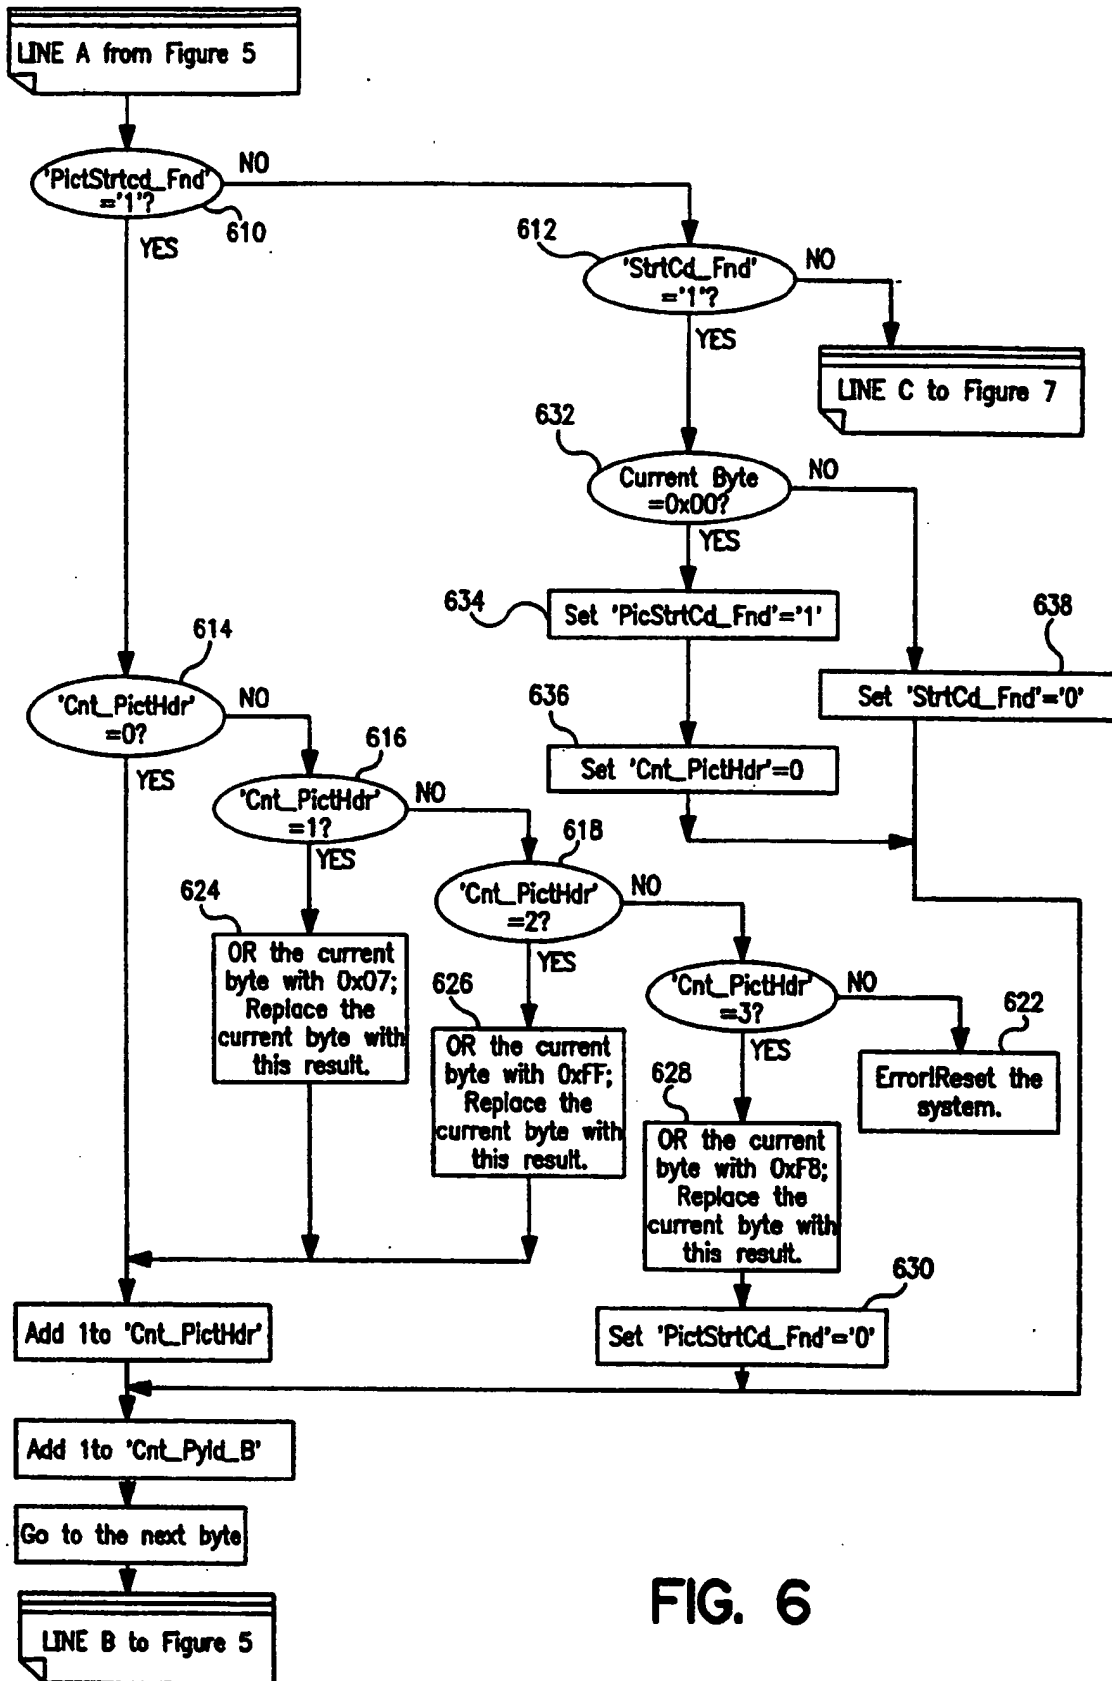 LINE A from Figure 5
'PictStrtcd_Fnd'
='1'?
NO
610
YES
612
'StrtCd_Fnd'
='1'?
NO
YES
LINE C to Figure 7
632
Current Byte
=0x00?
NO
YES
634
Set 'PicStrtCd_Fnd'='1'
638
Set 'StrtCd_Fnd'='0'
614
'Cnt_PictHdr'
=0?
NO
YES
636
Set 'Cnt_PictHdr'=0
616
'Cnt_PictHdr'
=1?
NO
YES
618
'Cnt_PictHdr'
=2?
NO
YES
624
OR the current
byte with 0x07;
Replace the
current byte with
this result.
626
OR the current
byte with 0xFF;
Replace the
current byte with
this result.
'Cnt_PictHdr'
=3?
NO
YES
622
Error!Reset the
system.
628
OR the current
byte with 0xF8;
Replace the
current byte with
this result.
630
Set 'PictStrtCd_Fnd'='0'
Add 1to 'Cnt_PictHdr'
Add 1to 'Cnt_Pyld_B'
Go to the next byte
LINE B to Figure 5
FIG. 6